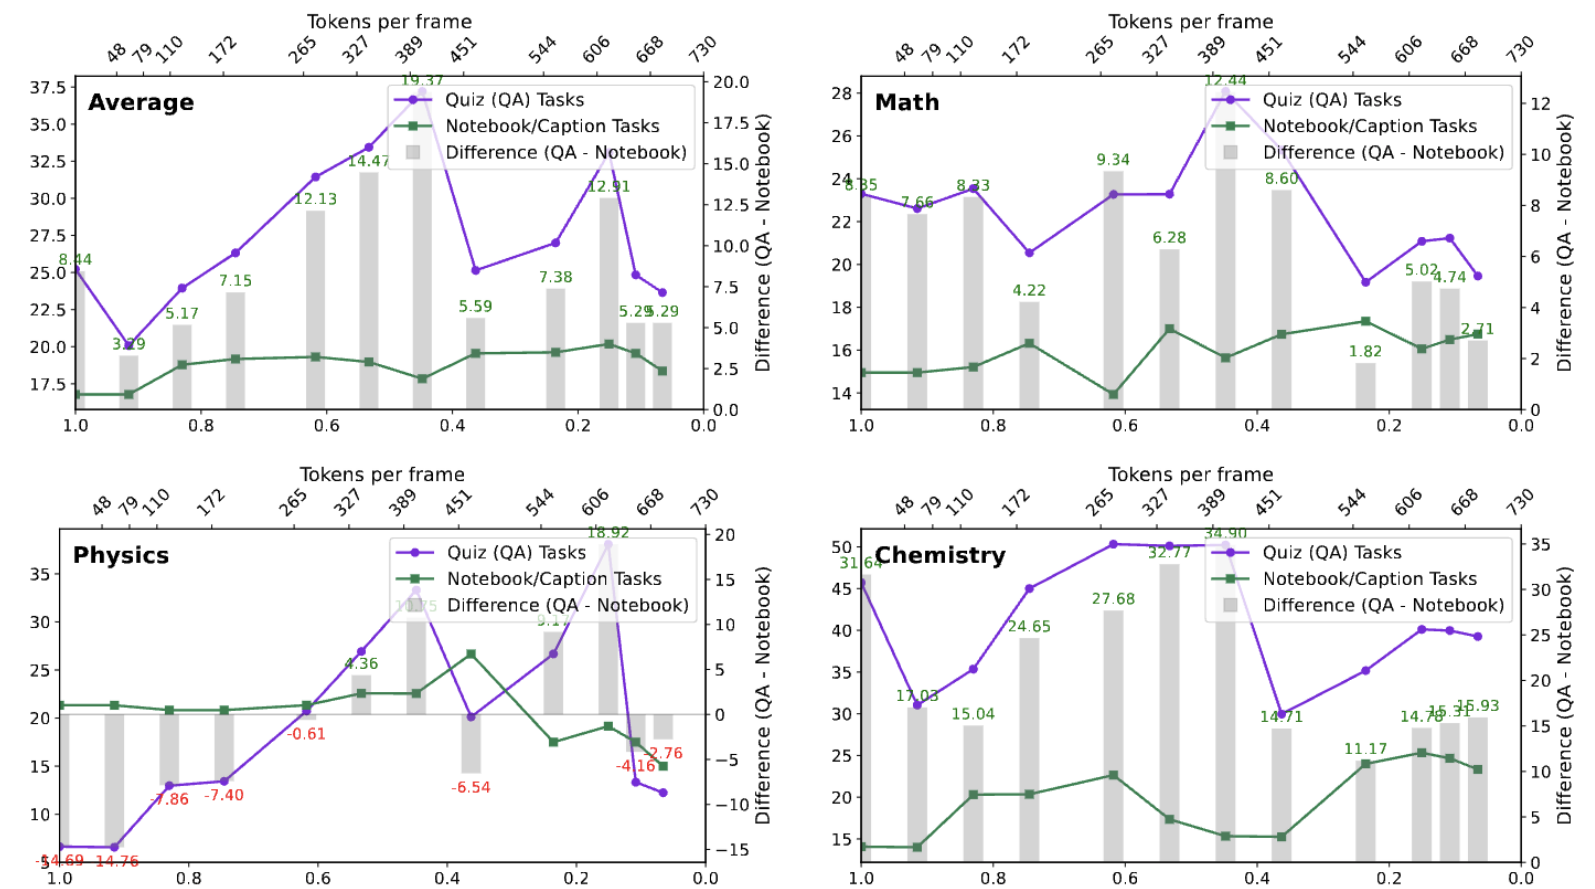 Tokens per frame
48 79 110 172 265 327 389 451 544 606 668 730
Average
Quiz (QA) Tasks
Notebook/Caption Tasks
Difference (QA - Notebook)
37.5
35.0
32.5
30.0
27.5
25.0
22.5
20.0
17.5
8.44 3.29 5.17 7.15 12.13 14.47 19.37 5.59 7.38 12.91 5.29 5.29
20.0
17.5
15.0
12.5
10.0
7.5
5.0
2.5
0.0
Difference (QA - Notebook)
1.0 0.8 0.6 0.4 0.2 0.0
Tokens per frame
48 79 110 172 265 327 389 451 544 606 668 730
Math
Quiz (QA) Tasks
Notebook/Caption Tasks
Difference (QA - Notebook)
28
26
24
22
20
18
16
14
8.35 7.66 8.33 4.22 9.34 6.28 12.44 8.60 1.82 5.02 4.74 2.71
12
10
8
6
4
2
0
Difference (QA - Notebook)
1.0 0.8 0.6 0.4 0.2 0.0
Tokens per frame
48 79 110 172 265 327 389 451 544 606 668 730
Physics
Quiz (QA) Tasks
Notebook/Caption Tasks
Difference (QA - Notebook)
35
30
25
20
15
10
5
-14.69 -14.76 -7.86 -7.40 -0.61 4.36 10.75 -6.54 9.17 18.92 -4.16 -2.76
20
15
10
5
0
−5
−10
−15
Difference (QA - Notebook)
1.0 0.8 0.6 0.4 0.2 0.0
Tokens per frame
48 79 110 172 265 327 389 451 544 606 668 730
Chemistry
Quiz (QA) Tasks
Notebook/Caption Tasks
Difference (QA - Notebook)
50
45
40
35
30
25
20
15
31.64 17.03 15.04 24.65 27.68 32.77 34.90 14.71 11.17 14.78 15.31 15.93
35
30
25
20
15
10
5
0
Difference (QA - Notebook)
1.0 0.8 0.6 0.4 0.2 0.0